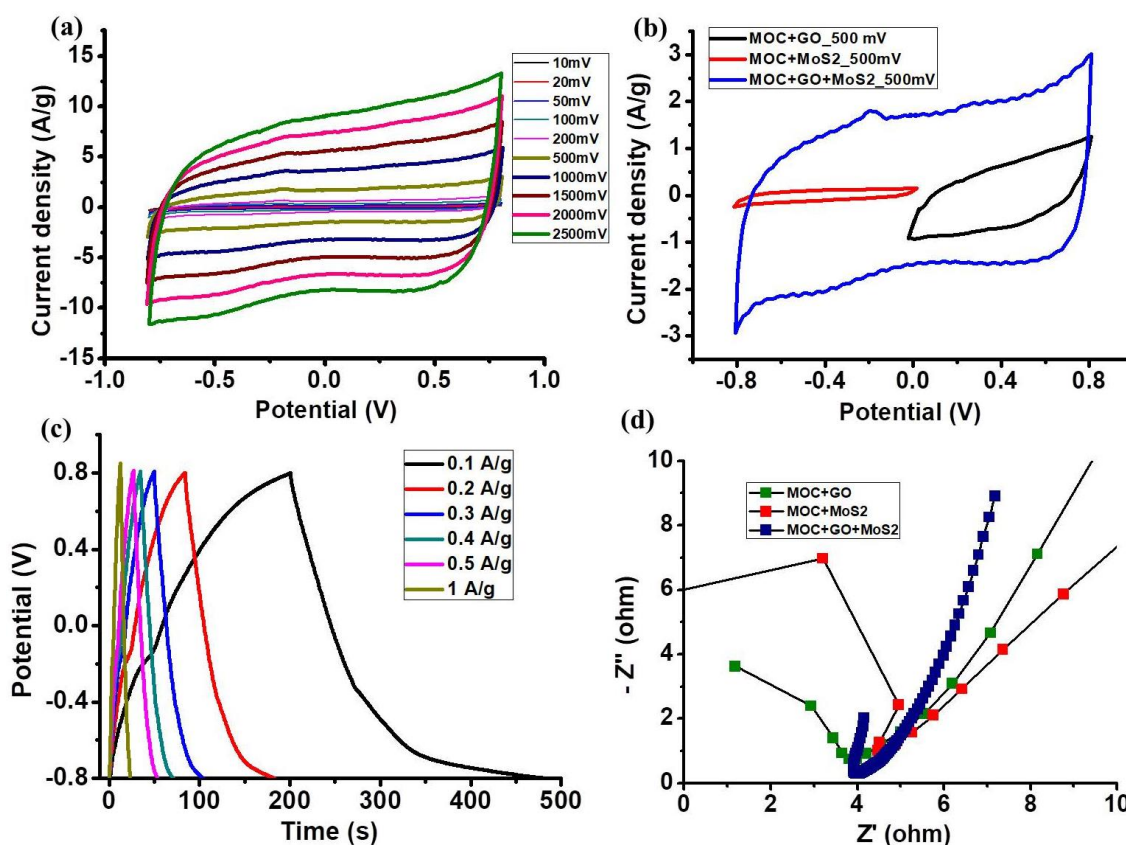 (a)
15
10
5
0
-5
-10
-15
Current density (A/g)
-1.0 -0.5 0.0 0.5 1.0
Potential (V)
10mV
20mV
50mV
100mV
200mV
500mV
1000mV
1500mV
2000mV
2500mV
(b)
3
2
1
0
-1
-2
-3
Current density (A/g)
-0.8 -0.4 0.0 0.4 0.8
Potential (V)
MOC+GO_500 mV
MOC+MoS2_500mV
MOC+GO+MoS2_500mV
(c)
0.8
0.4
0.0
-0.4
-0.8
Potential (V)
0 100 200 300 400 500
Time (s)
0.1 A/g
0.2 A/g
0.3 A/g
0.4 A/g
0.5 A/g
1 A/g
(d)
10
8
6
4
2
0
- Z" (ohm)
0 2 4 6 8 10
Z' (ohm)
MOC+GO
MOC+MoS2
MOC+GO+MoS2